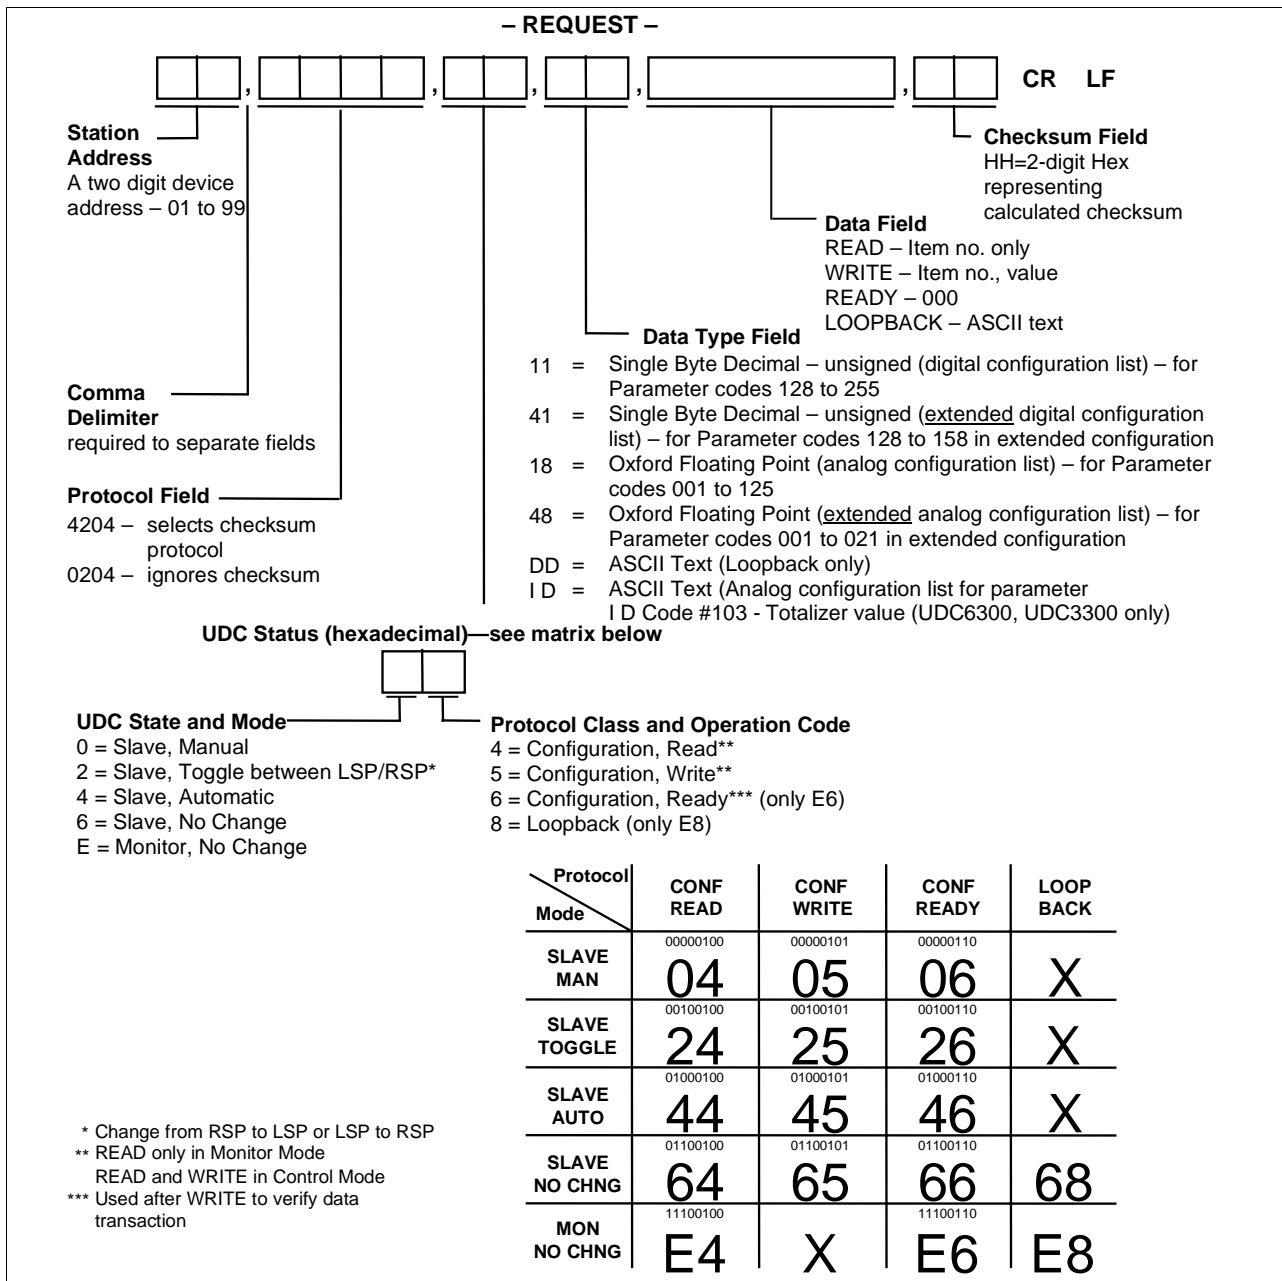 – REQUEST –
, , , , , CR LF
Station
Address
A two digit device
address – 01 to 99
Checksum Field
HH=2-digit Hex
representing
calculated checksum
Data Field
READ – Item no. only
WRITE – Item no., value
READY – 000
LOOPBACK – ASCII text
Data Type Field
11 = Single Byte Decimal – unsigned (digital configuration list) – for
Parameter codes 128 to 255
41 = Single Byte Decimal – unsigned (extended digital configuration
list) – for Parameter codes 128 to 158 in extended configuration
18 = Oxford Floating Point (analog configuration list) – for Parameter
codes 001 to 125
48 = Oxford Floating Point (extended analog configuration list) – for
Parameter codes 001 to 021 in extended configuration
DD = ASCII Text (Loopback only)
I D = ASCII Text (Analog configuration list for parameter
I D Code #103 - Totalizer value (UDC6300, UDC3300 only)
Comma
Delimiter
required to separate fields
Protocol Field
4204 – selects checksum
protocol
0204 – ignores checksum
UDC Status (hexadecimal)—see matrix below
UDC State and Mode
0 = Slave, Manual
2 = Slave, Toggle between LSP/RSP*
4 = Slave, Automatic
6 = Slave, No Change
E = Monitor, No Change
Protocol Class and Operation Code
4 = Configuration, Read**
5 = Configuration, Write**
6 = Configuration, Ready*** (only E6)
8 = Loopback (only E8)
Protocol
Mode
CONF READ CONF WRITE CONF READY LOOP BACK
00000100 00000101 00000110
SLAVE MAN 04 05 06 X
00100100 00100101 00100110
SLAVE TOGGLE 24 25 26 X
01000100 01000101 01000110
SLAVE AUTO 44 45 46 X
01100100 01100101 01100110
SLAVE NO CHNG 64 65 66 68
11100100 11100110
MON NO CHNG E4 X E6 E8
* Change from RSP to LSP or LSP to RSP
** READ only in Monitor Mode
READ and WRITE in Control Mode
*** Used after WRITE to verify data
transaction